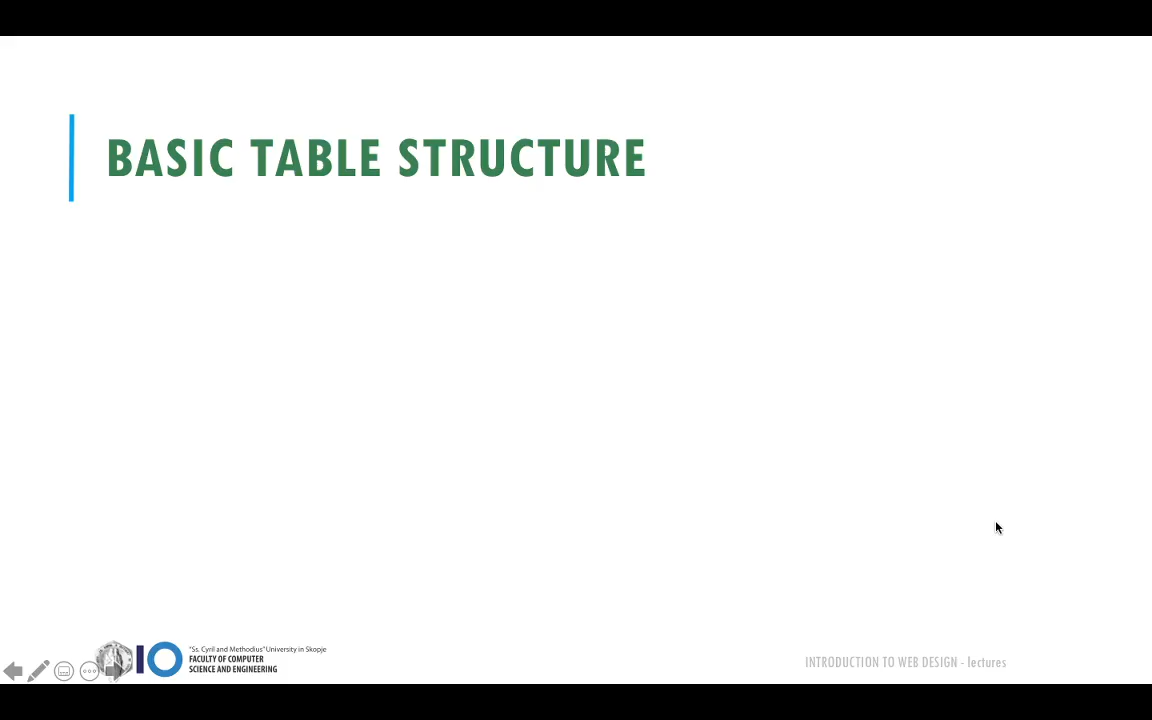 BASIC TABLE STRUCTURE
"Ss. Cyril and Methodius" University in Skopje
FACULTY OF COMPUTER
SCIENCE AND ENGINEERING
INTRODUCTION TO WEB DESIGN - lectures